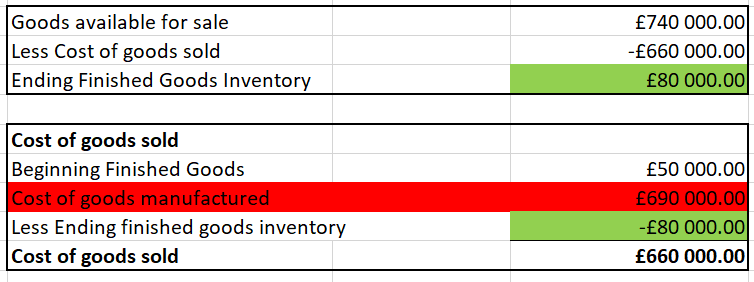 Goods available for sale £740 000.00
Less Cost of goods sold -£660 000.00
Ending Finished Goods Inventory £80 000.00
Cost of goods sold
Beginning Finished Goods £50 000.00
Cost of goods manufactured £690 000.00
Less Ending finished goods inventory -£80 000.00
Cost of goods sold £660 000.00